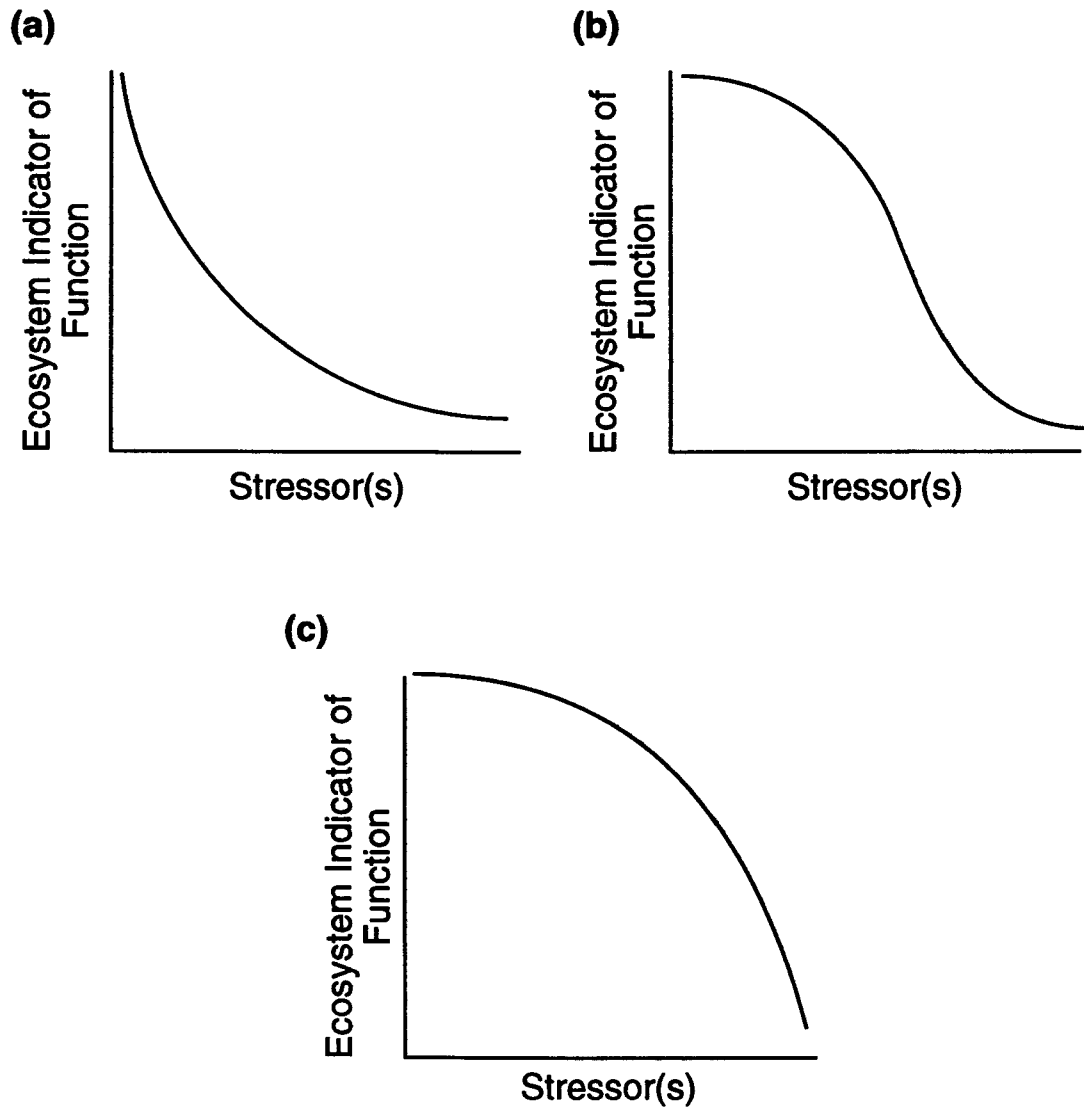 (a)
Ecosystem Indicator of
Function
Stressor(s)
(b)
Ecosystem Indicator of
Function
Stressor(s)
(c)
Ecosystem Indicator of
Function
Stressor(s)